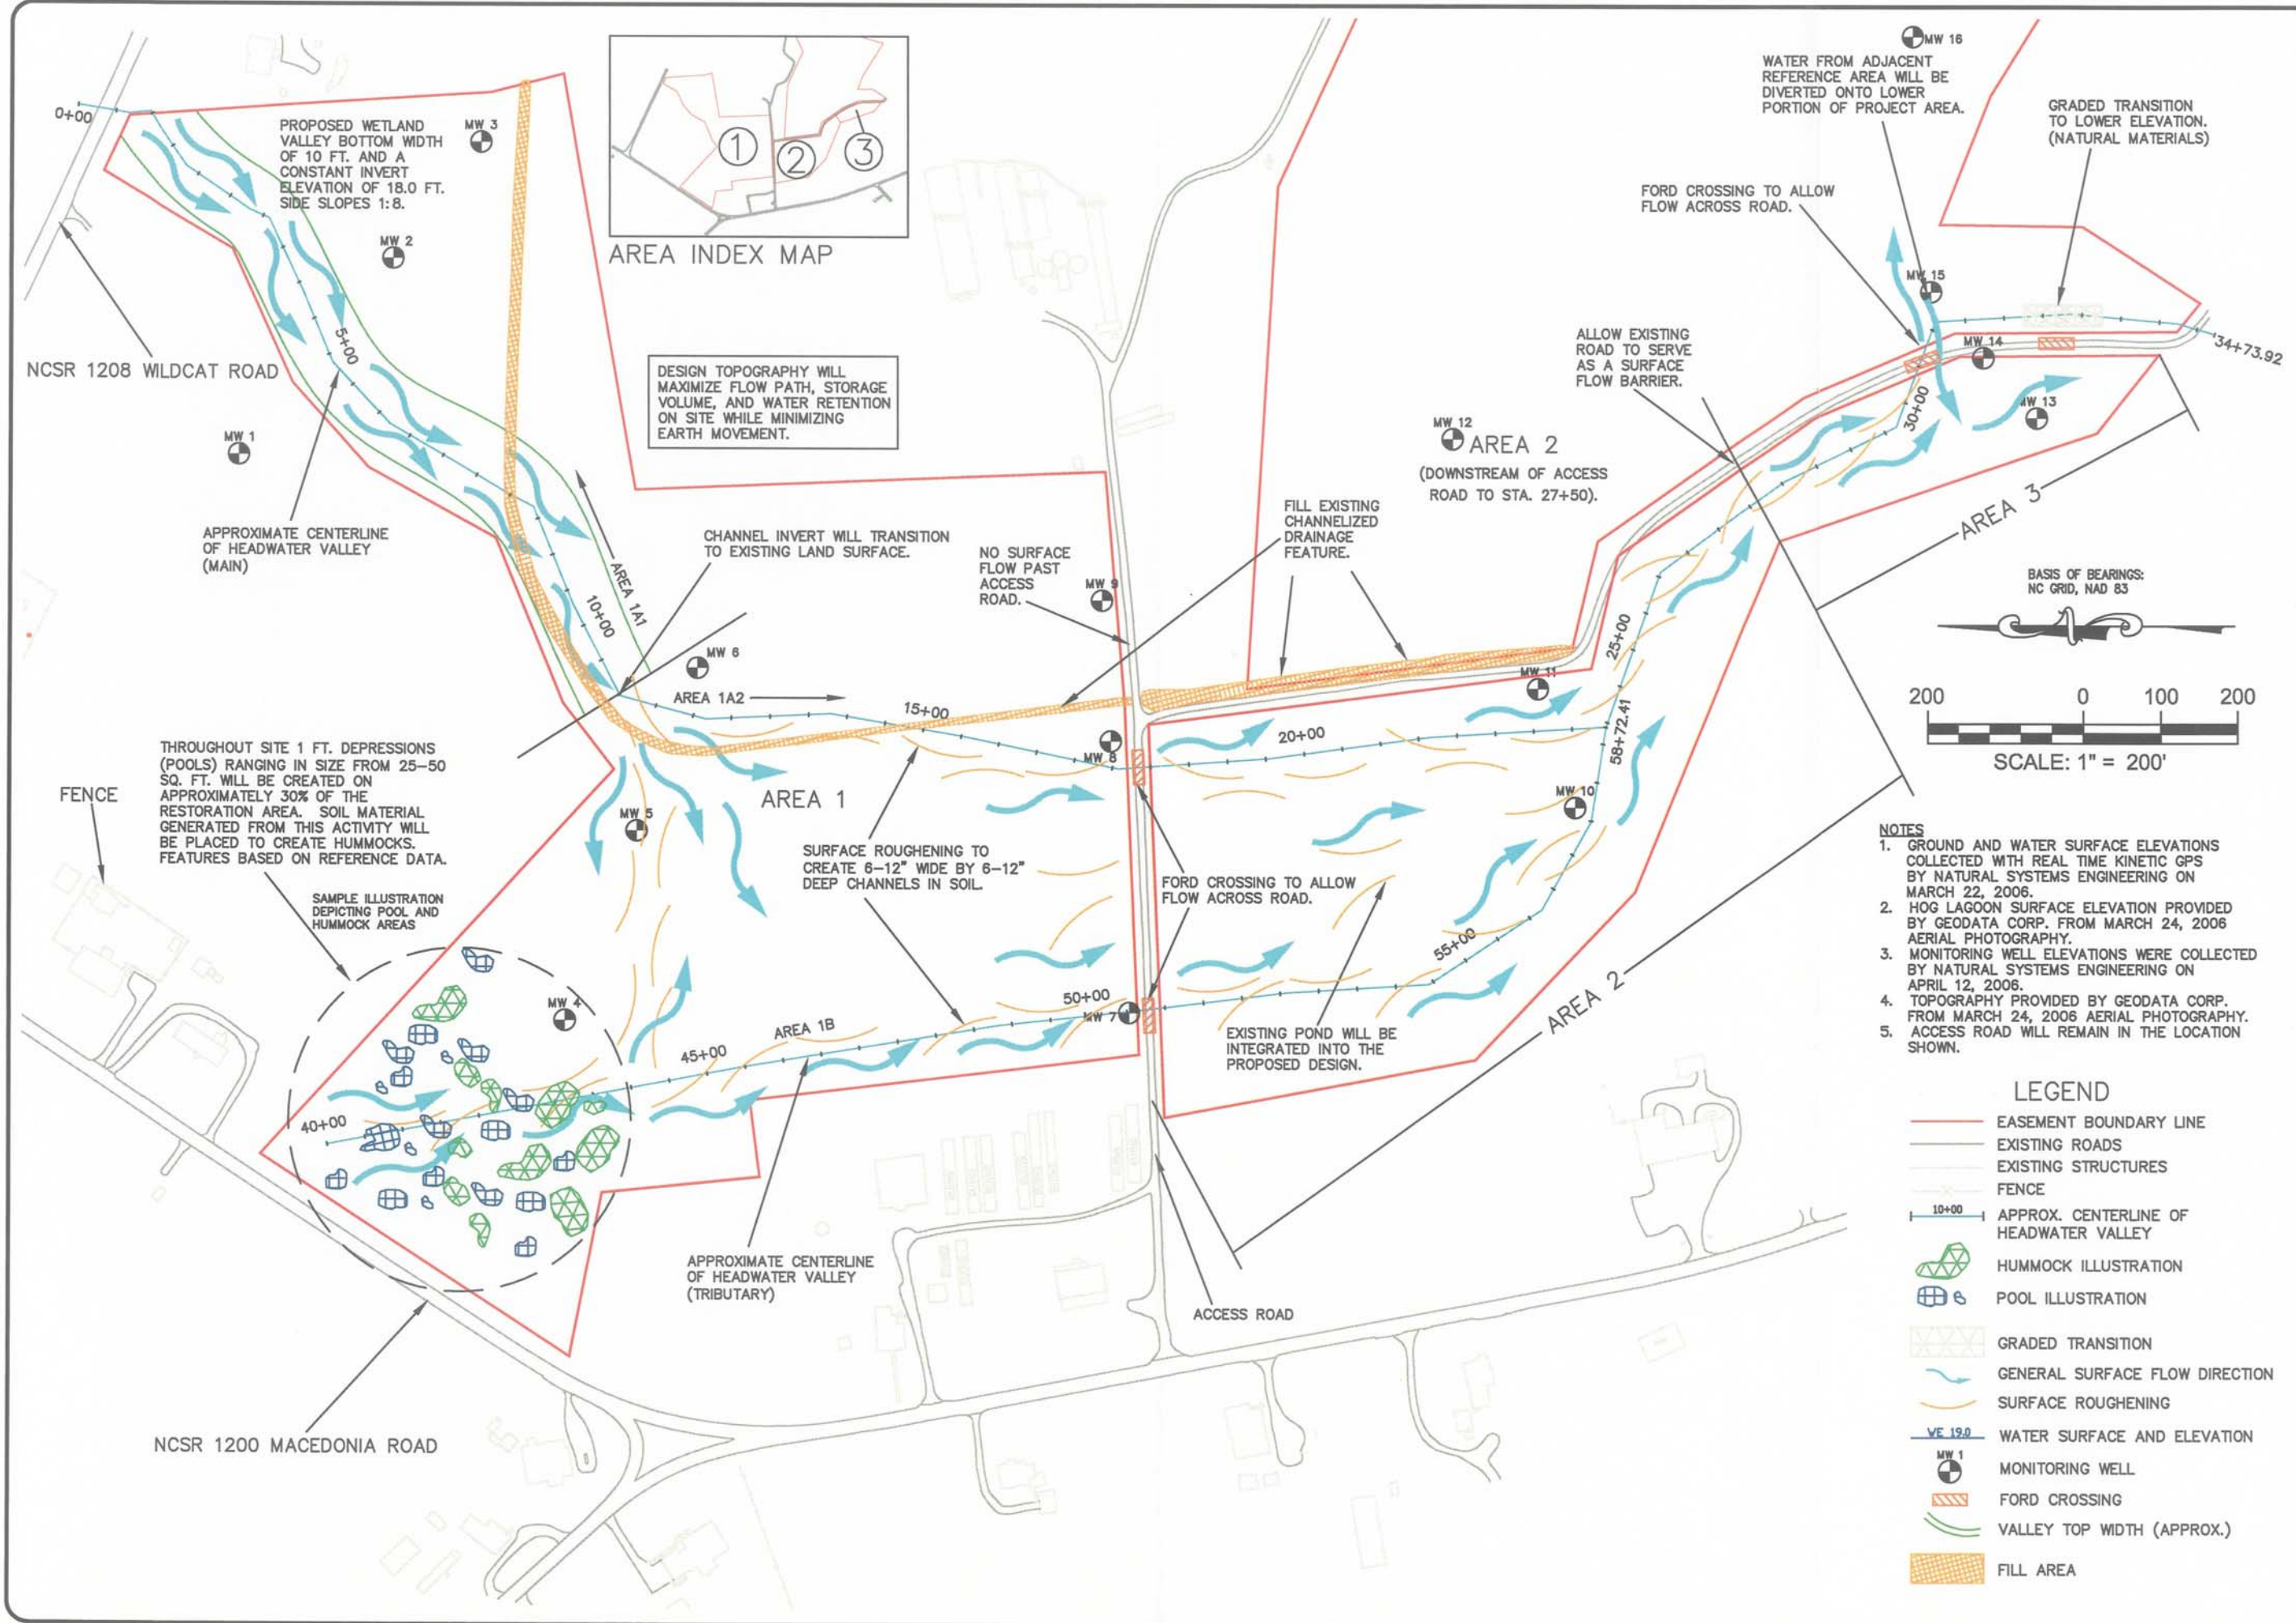 0+00
PROPOSED WETLAND
VALLEY BOTTOM WIDTH
OF 10 FT. AND A
CONSTANT INVERT
ELEVATION OF 18.0 FT.
SIDE SLOPES 1:8.
MW 3
MW 2
NCSR 1208 WILDCAT ROAD
5+00
MW 1
APPROXIMATE CENTERLINE
OF HEADWATER VALLEY
(MAIN)
1
2
3
AREA INDEX MAP
DESIGN TOPOGRAPHY WILL
MAXIMIZE FLOW PATH, STORAGE
VOLUME, AND WATER RETENTION
ON SITE WHILE MINIMIZING
EARTH MOVEMENT.
CHANNEL INVERT WILL TRANSITION
TO EXISTING LAND SURFACE.
AREA 1A1
10+00
MW 6
AREA 1A2
15+00
NO SURFACE
FLOW PAST
ACCESS
ROAD.
MW 9
FILL EXISTING
CHANNELIZED
DRAINAGE
FEATURE.
MW 12
AREA 2
(DOWNSTREAM OF ACCESS
ROAD TO STA. 27+50).
ALLOW EXISTING
ROAD TO SERVE
AS A SURFACE
FLOW BARRIER.
FORD CROSSING TO ALLOW
FLOW ACROSS ROAD.
MW 16
WATER FROM ADJACENT
REFERENCE AREA WILL BE
DIVERTED ONTO LOWER
PORTION OF PROJECT AREA.
GRADED TRANSITION
TO LOWER ELEVATION.
(NATURAL MATERIALS)
MW 15
MW 14
34+73.92
MW 13
30+00
AREA 3
BASIS OF BEARINGS:
NC GRID, NAD 83
200 0 100 200
SCALE: 1" = 200'
25+00
MW 11
58+72.41
20+00
MW 8
MW 10
55+00
AREA 2
THROUGHOUT SITE 1 FT. DEPRESSIONS
(POOLS) RANGING IN SIZE FROM 25-50
SQ. FT. WILL BE CREATED ON
APPROXIMATELY 30% OF THE
RESTORATION AREA. SOIL MATERIAL
GENERATED FROM THIS ACTIVITY WILL
BE PLACED TO CREATE HUMMOCKS.
FEATURES BASED ON REFERENCE DATA.
FENCE
SAMPLE ILLUSTRATION
DEPICTING POOL AND
HUMMOCK AREAS
MW 5
AREA 1
SURFACE ROUGHENING TO
CREATE 6-12" WIDE BY 6-12"
DEEP CHANNELS IN SOIL.
FORD CROSSING TO ALLOW
FLOW ACROSS ROAD.
MW 4
40+00
45+00
AREA 1B
50+00
MW 7
EXISTING POND WILL BE
INTEGRATED INTO THE
PROPOSED DESIGN.
APPROXIMATE CENTERLINE
OF HEADWATER VALLEY
(TRIBUTARY)
ACCESS ROAD
NCSR 1200 MACEDONIA ROAD
NOTES
1. GROUND AND WATER SURFACE ELEVATIONS
COLLECTED WITH REAL TIME KINETIC GPS
BY NATURAL SYSTEMS ENGINEERING ON
MARCH 22, 2006.
2. HOG LAGOON SURFACE ELEVATION PROVIDED
BY GEODATA CORP. FROM MARCH 24, 2006
AERIAL PHOTOGRAPHY.
3. MONITORING WELL ELEVATIONS WERE COLLECTED
BY NATURAL SYSTEMS ENGINEERING ON
APRIL 12, 2006.
4. TOPOGRAPHY PROVIDED BY GEODATA CORP.
FROM MARCH 24, 2006 AERIAL PHOTOGRAPHY.
5. ACCESS ROAD WILL REMAIN IN THE LOCATION
SHOWN.
LEGEND
EASEMENT BOUNDARY LINE
EXISTING ROADS
EXISTING STRUCTURES
FENCE
10+00 APPROX. CENTERLINE OF
HEADWATER VALLEY
HUMMOCK ILLUSTRATION
POOL ILLUSTRATION
GRADED TRANSITION
GENERAL SURFACE FLOW DIRECTION
SURFACE ROUGHENING
WE 19.0 WATER SURFACE AND ELEVATION
MW 1
MONITORING WELL
FORD CROSSING
VALLEY TOP WIDTH (APPROX.)
FILL AREA